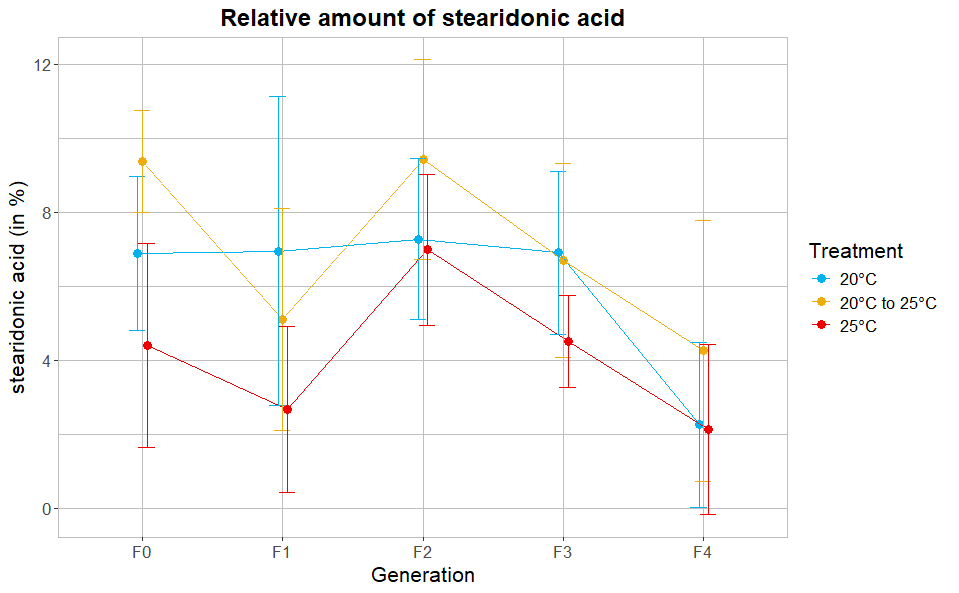 Relative amount of stearidonic acid
stearidonic acid (in %)
12
8
4
0
F0 F1 F2 F3 F4
Generation
Treatment
20°C
20°C to 25°C
25°C